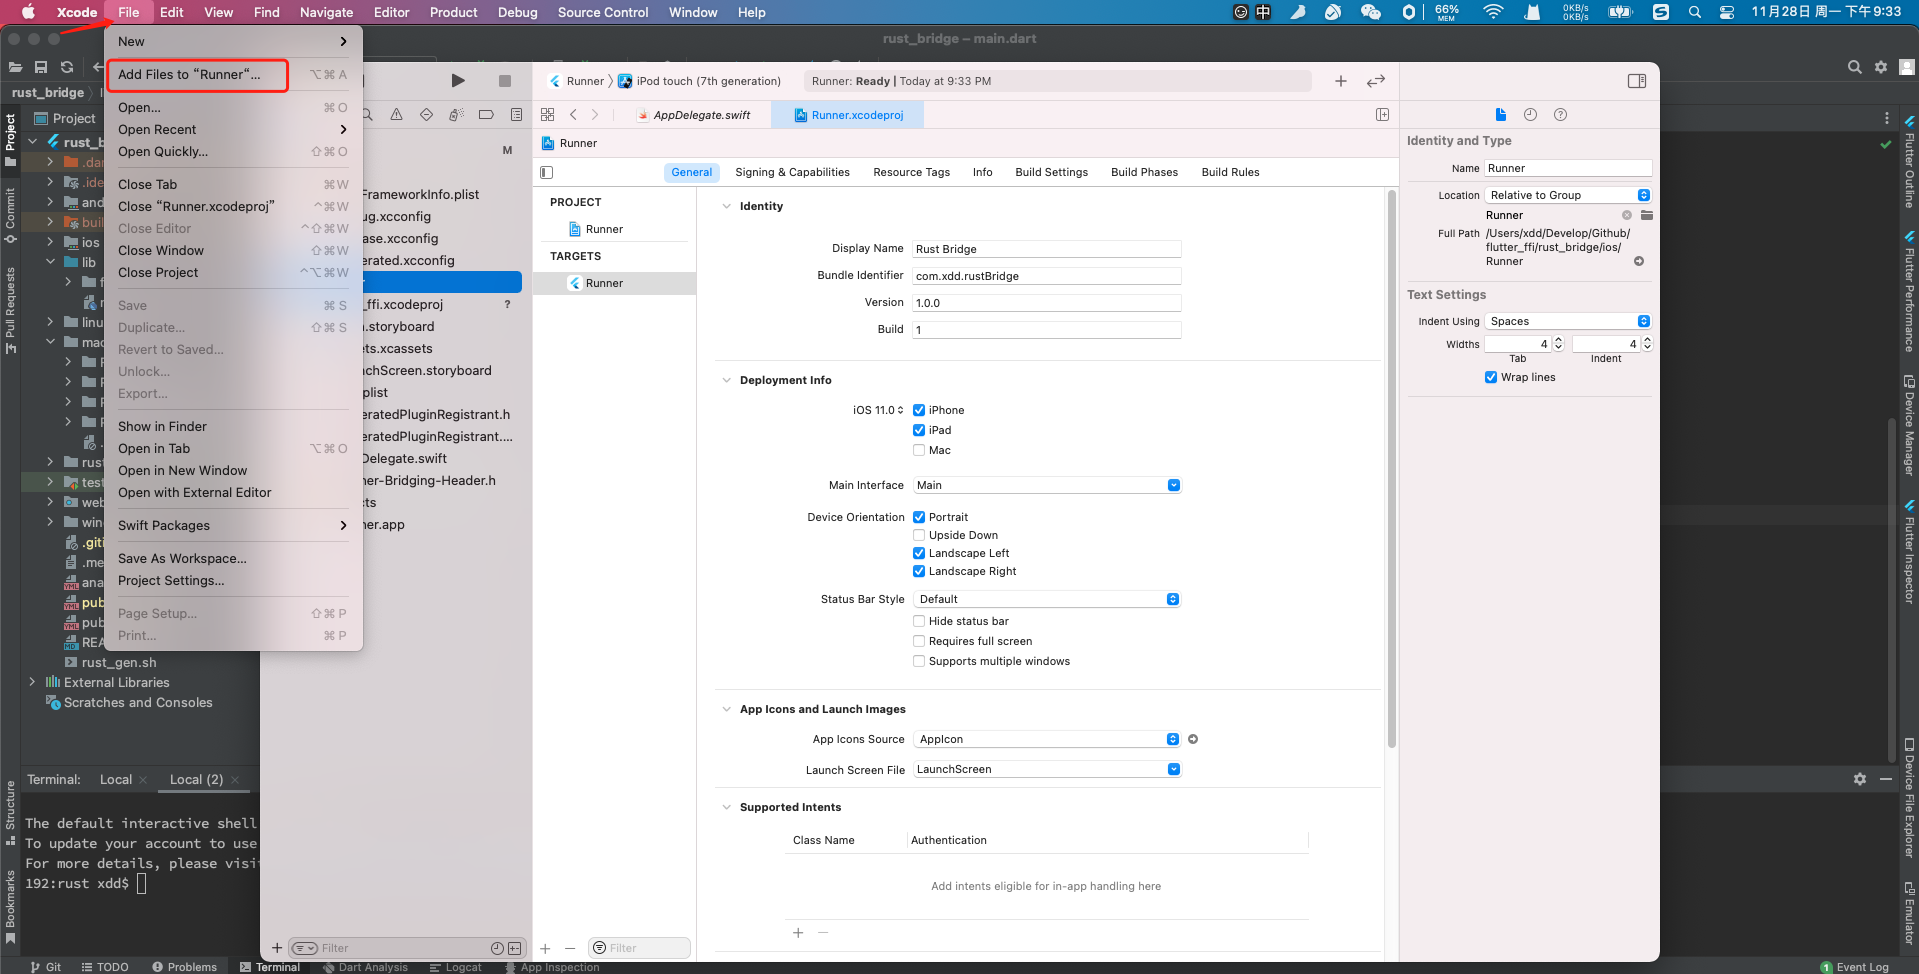 Xcode File Edit View Find Navigate Editor Product Debug Source Control Window Help
中 66% MEM 0KB/s 0KB/s 11月28日 周一 下午9:33
rust_bridge – main.dart
New
Add Files to “Runner”... ⌥⌘A
Open... ⌘O
Open Recent
Open Quickly... ⇧⌘O
Close Tab ⌘W
Close “Runner.xcodeproj” ^⌘W
Close Editor ^⇧⌘W
Close Window ⇧⌘W
Close Project ^⌥⌘W
Save ⌘S
Duplicate... ⇧⌘S
Revert to Saved...
Unlock...
Export...
Show in Finder
Open in Tab ⌥⌘O
Open in New Window
Open with External Editor
Swift Packages
Save As Workspace...
Project Settings...
Page Setup... ⇧⌘P
Print... ⌘P
rust_bridge
Project
rust_b
.da
.ide
and
buil
ios
lib
f
linu
mac
rust
test
web
win
.giti
.me
ana
pub
pub
REA
rust_gen.sh
External Libraries
Scratches and Consoles
Project
Commit
Pull Requests
Structure
Bookmarks
M
FrameworkInfo.plist
ug.xcconfig
ase.xcconfig
erated.xcconfig
_ffi.xcodeproj ?
.storyboard
ets.xcassets
chScreen.storyboard
plist
eratedPluginRegistrant.h
eratedPluginRegistrant....
Delegate.swift
ner-Bridging-Header.h
cts
ner.app
Filter
Runner iPod touch (7th generation)
Runner: Ready | Today at 9:33 PM
AppDelegate.swift
Runner.xcodeproj
Runner
General Signing & Capabilities Resource Tags Info Build Settings Build Phases Build Rules
PROJECT
Runner
TARGETS
Runner
Filter
Identity
Display Name Rust Bridge
Bundle Identifier com.xdd.rustBridge
Version 1.0.0
Build 1
Deployment Info
iOS 11.0 iPhone
iPad
Mac
Main Interface Main
Device Orientation Portrait
Upside Down
Landscape Left
Landscape Right
Status Bar Style Default
Hide status bar
Requires full screen
Supports multiple windows
App Icons and Launch Images
App Icons Source AppIcon
Launch Screen File LaunchScreen
Supported Intents
Class Name Authentication
Add intents eligible for in-app handling here
Identity and Type
Name Runner
Location Relative to Group
Runner
Full Path /Users/xdd/Develop/Github/
flutter_ffi/rust_bridge/ios/
Runner
Text Settings
Indent Using Spaces
Widths 4 4
Tab Indent
Wrap lines
Flutter Outline
Flutter Performance
Device Manager
Flutter Inspector
Device File Explorer
Emulator
Terminal: Local Local (2)
The default interactive shell
To update your account to use
For more details, please visit
192:rust xdd$
Git TODO Problems Terminal Dart Analysis Logcat App Inspection
1 Event Log